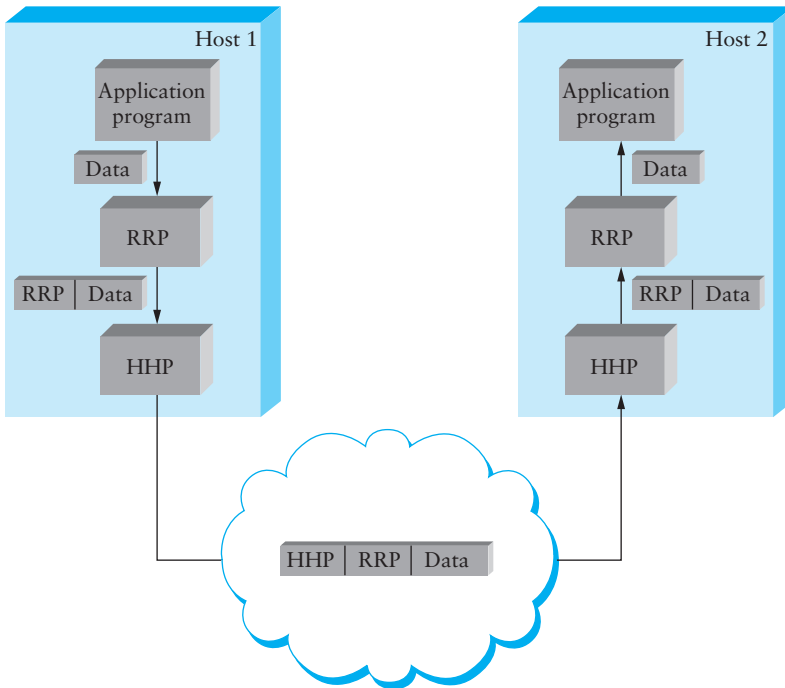 Host 1
Application
program
Data
RRP
RRP Data
HHP
Host 2
Application
program
Data
RRP
RRP Data
HHP
HHP RRP Data